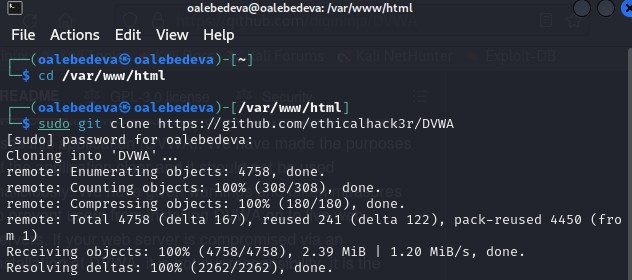 oalebedeva@oalebedeva: /var/www/html
File Actions Edit View Help
┌──(oalebedeva㉿oalebedeva)-[~]
└─$ cd /var/www/html
┌──(oalebedeva㉿oalebedeva)-[/var/www/html]
└─$ sudo git clone https://github.com/ethicalhack3r/DVWA
[sudo] password for oalebedeva:
Cloning into 'DVWA'...
remote: Enumerating objects: 4758, done.
remote: Counting objects: 100% (308/308), done.
remote: Compressing objects: 100% (180/180), done.
remote: Total 4758 (delta 167), reused 241 (delta 122), pack-reused 4450 (fro
m 1)
Receiving objects: 100% (4758/4758), 2.39 MiB | 1.20 MiB/s, done.
Resolving deltas: 100% (2262/2262), done.